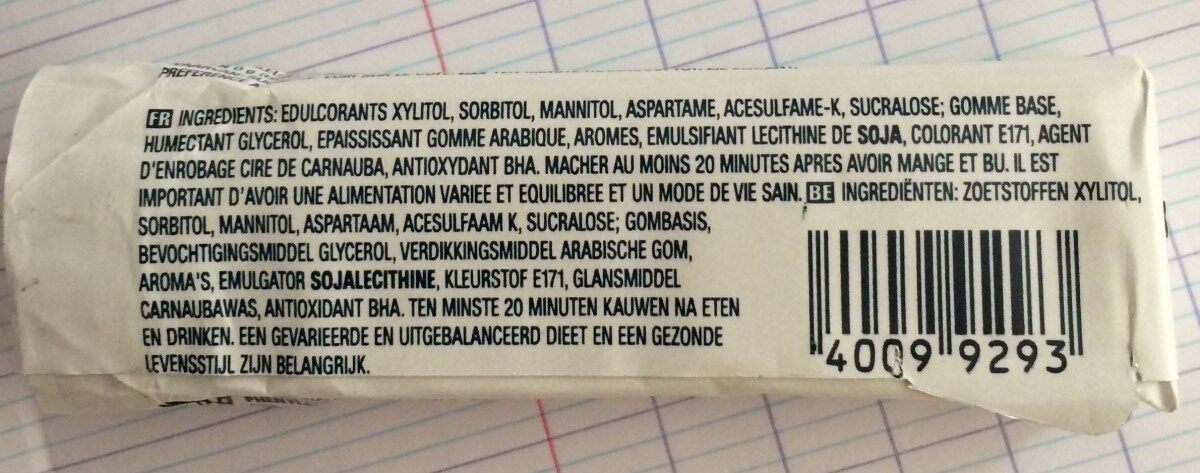 PREFERENCE
FR INGREDIENTS: EDULCORANTS XYLITOL, SORBITOL, MANNITOL, ASPARTAME, ACESULFAME-K, SUCRALOSE; GOMME BASE,
HUMECTANT GLYCEROL, EPAISSISSANT GOMME ARABIQUE, AROMES, EMULSIFIANT LECITHINE DE SOJA, COLORANT E171, AGENT
D'ENROBAGE CIRE DE CARNAUBA, ANTIOXYDANT BHA. MACHER AU MOINS 20 MINUTES APRES AVOIR MANGE ET BU. IL EST
IMPORTANT D'AVOIR UNE ALIMENTATION VARIEE ET EQUILIBREE ET UN MODE DE VIE SAIN. BE INGREDIËNTEN: ZOETSTOFFEN XYLITOL,
SORBITOL, MANNITOL, ASPARTAAM, ACESULFAAM K, SUCRALOSE; GOMBASIS,
BEVOCHTIGINGSMIDDEL GLYCEROL, VERDIKKINGSMIDDEL ARABISCHE GOM,
AROMA'S, EMULGATOR SOJALECITHINE, KLEURSTOF E171, GLANSMIDDEL
CARNAUBAWAS, ANTIOXIDANT BHA. TEN MINSTE 20 MINUTEN KAUWEN NA ETEN
EN DRINKEN. EEN GEVARIEERDE EN UITGEBALANCEERD DIEET EN EEN GEZONDE
LEVENSSTIJL ZIJN BELANGRIJK.
4009 9293